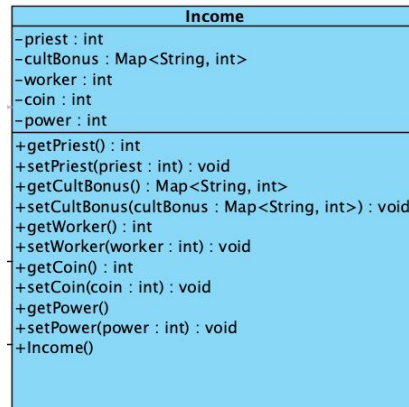 Income
-priest : int
-cultBonus : Map<String, int>
-worker : int
-coin : int
-power : int
+getPriest() : int
+setPriest(priest : int) : void
+getCultBonus() : Map<String, int>
+setCultBonus(cultBonus : Map<String, int>) : void
+getWorker() : int
+setWorker(worker : int) : void
+getCoin() : int
+setCoin(coin : int) : void
+getPower()
+setPower(power : int) : void
+Income()